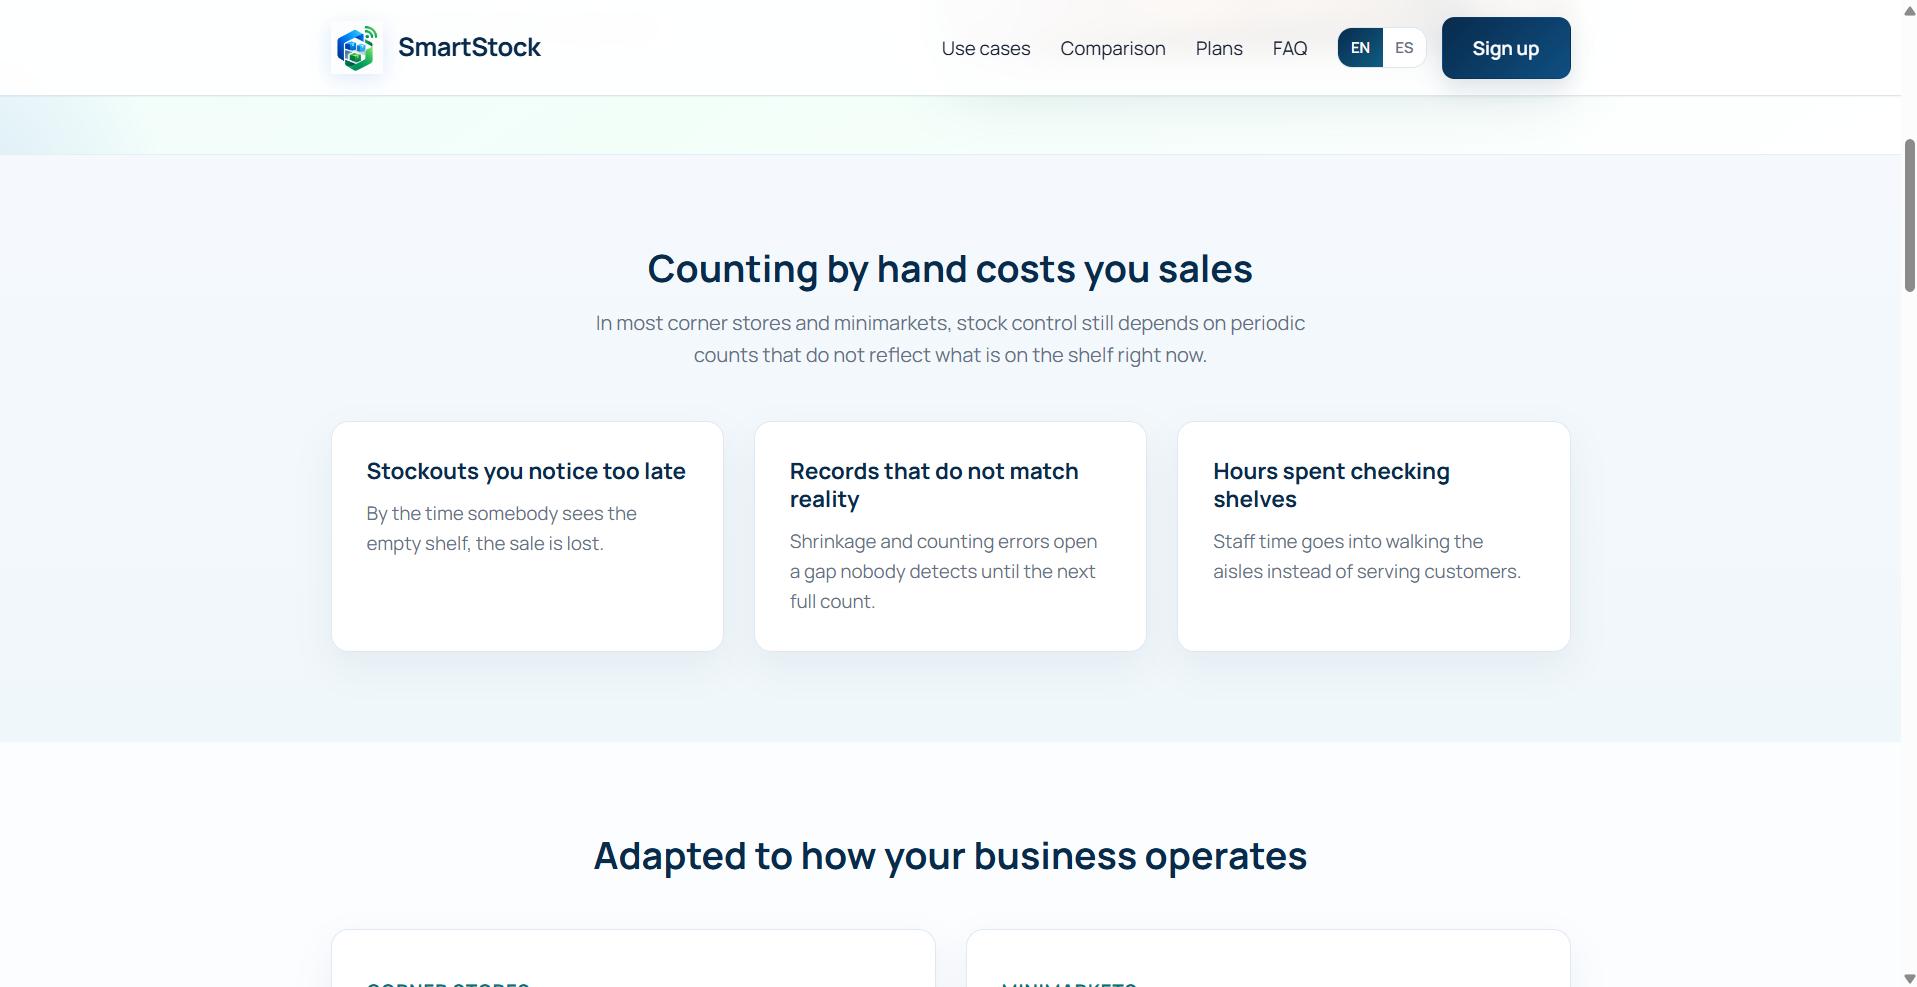 SmartStock
Use cases
Comparison
Plans
FAQ
EN
ES
Sign up
Counting by hand costs you sales
In most corner stores and minimarkets, stock control still depends on periodic
counts that do not reflect what is on the shelf right now.
Stockouts you notice too late
By the time somebody sees the
empty shelf, the sale is lost.
Records that do not match
reality
Shrinkage and counting errors open
a gap nobody detects until the next
full count.
Hours spent checking
shelves
Staff time goes into walking the
aisles instead of serving customers.
Adapted to how your business operates
CORNER STORES
MINIMARKETS